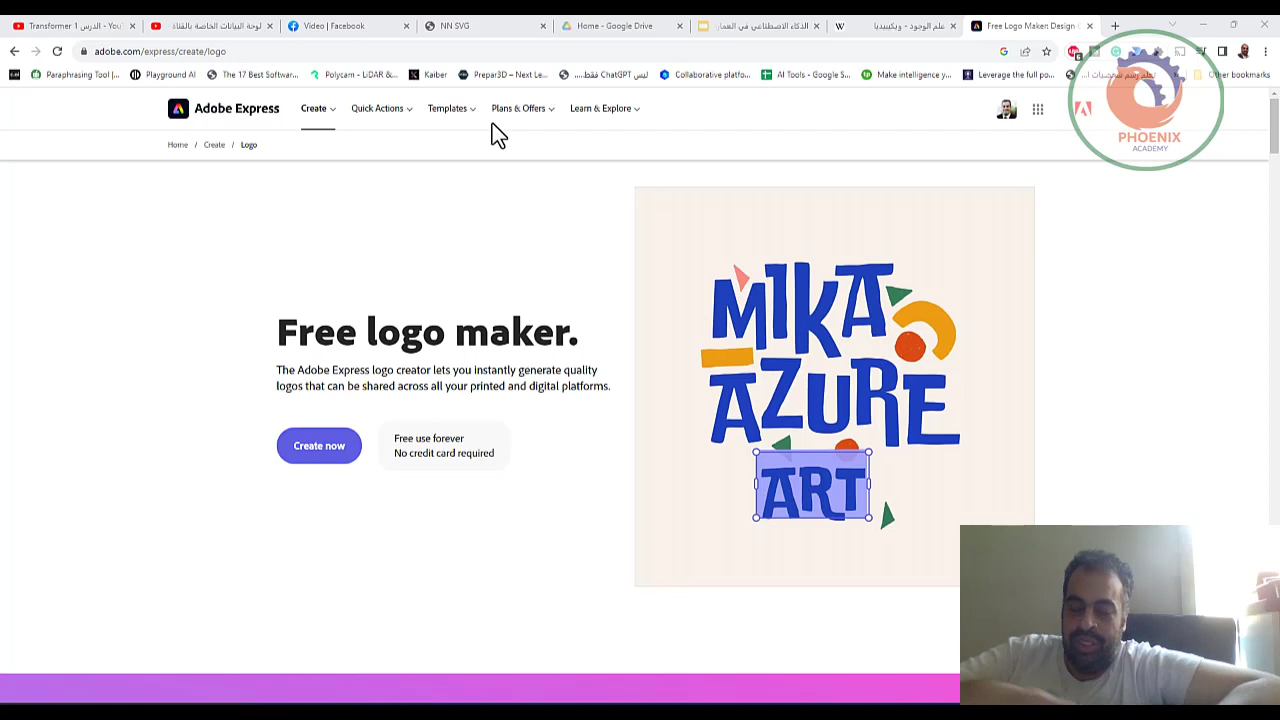 Transformer 1 الدرس - You
لوحة البيانات الخاصة بالقناة
Video | Facebook
NN SVG
Home - Google Drive
الذكاء الاصطناعي في العمار
علم الوجود - ويكيبيديا
Free Logo Maker: Design C
adobe.com/express/create/logo
Paraphrasing Tool |...
Playground AI
The 17 Best Softwar...
Polycam - LiDAR &...
Kaiber
Prepar3D – Next Le...
ليس ChatGPT فقط...
Collaborative platfo...
AI Tools - Google S...
Make intelligence y...
Leverage the full po...
Other bookmarks
Adobe Express
Create
Quick Actions
Templates
Plans & Offers
Learn & Explore
PHOENIX
ACADEMY
Home / Create / Logo
MIKA
AZURE
ART
Free logo maker.
The Adobe Express logo creator lets you instantly generate quality
logos that can be shared across all your printed and digital platforms.
Create now
Free use forever
No credit card required